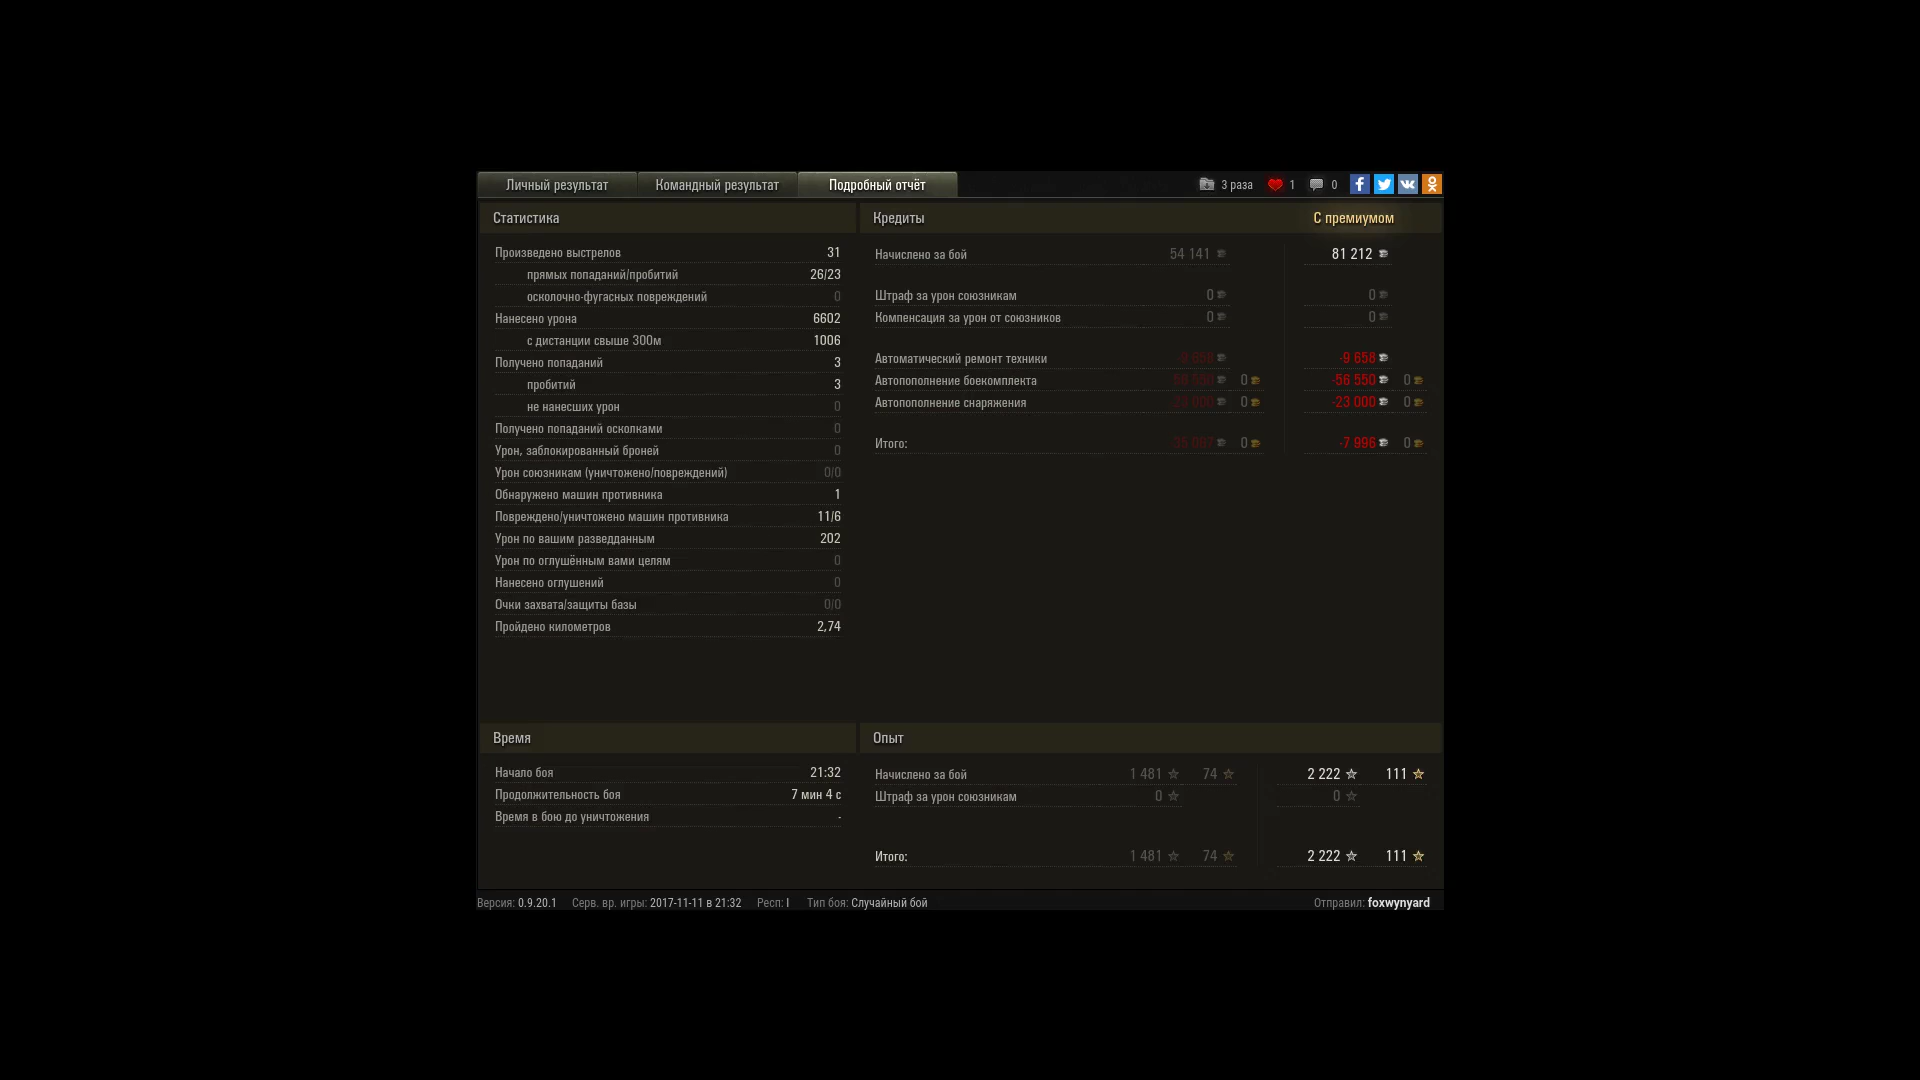 Личный результат Командный результат Подробный отчёт 3 раза 1 0
Статистика
Произведено выстрелов 31
прямых попаданий/пробитий 26/23
осколочно-фугасных повреждений 0
Нанесено урона 6602
с дистанции свыше 300м 1006
Получено попаданий 3
пробитий 3
не нанесших урон 0
Получено попаданий осколками 0
Урон, заблокированный броней 0
Урон союзникам (уничтожено/повреждений) 0/0
Обнаружено машин противника 1
Повреждено/уничтожено машин противника 11/6
Урон по вашим разведданным 202
Урон по оглушённым вами целям 0
Нанесено оглушений 0
Очки захвата/защиты базы 0/0
Пройдено километров 2,74
Кредиты С премиумом
Начислено за бой 54 141 81 212
Штраф за урон союзникам 0 0
Компенсация за урон от союзников 0 0
Автоматический ремонт техники -9 658 -9 658
Автопополнение боекомплекта 0 -56 550 0
Автопополнение снаряжения 0 -23 000 0
Итого: 0 -7 996 0
Время
Начало боя 21:32
Продолжительность боя 7 мин 4 с
Время в бою до уничтожения -
Опыт
Начислено за бой 1 481 74 2 222 111
Штраф за урон союзникам 0 0
Итого: 1 481 74 2 222 111
Версия: 0.9.20.1 Серв. вр. игры: 2017-11-11 в 21:32 Респ: I Тип боя: Случайный бой Отправил: foxwynyard